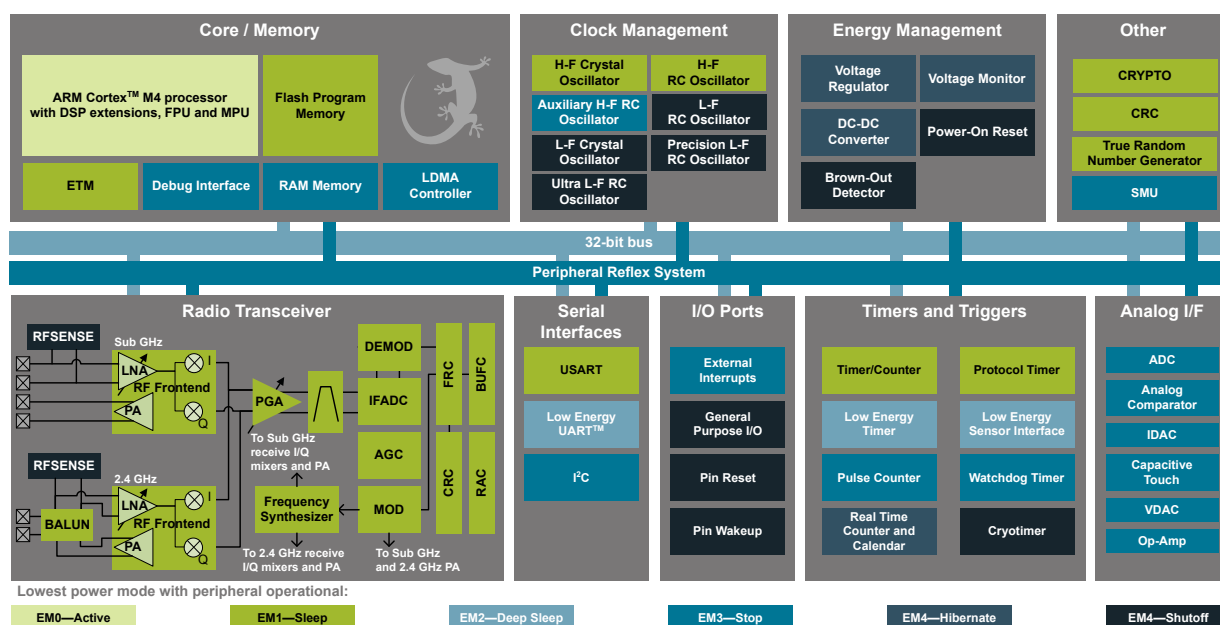 Core / Memory
ARM Cortex™ M4 processor
with DSP extensions, FPU and MPU
Flash Program
Memory
ETM
Debug Interface
RAM Memory
LDMA
Controller
Clock Management
H-F Crystal
Oscillator
H-F
RC Oscillator
Auxiliary H-F RC
Oscillator
L-F
RC Oscillator
L-F Crystal
Oscillator
Precision L-F
RC Oscillator
Ultra L-F RC
Oscillator
Energy Management
Voltage
Regulator
Voltage Monitor
DC-DC
Converter
Power-On Reset
Brown-Out
Detector
Other
CRYPTO
CRC
True Random
Number Generator
SMU
32-bit bus
Peripheral Reflex System
Radio Transceiver
RFSENSE
Sub GHz
LNA
RF Frontend
PA
I
Q
RFSENSE
BALUN
2.4 GHz
LNA
RF Frontend
PA
I
Q
PGA
To Sub GHz
receive I/Q
mixers and PA
Frequency
Synthesizer
To 2.4 GHz receive
I/Q mixers and PA
DEMOD
IFADC
AGC
MOD
To Sub GHz
and 2.4 GHz PA
FRC
BUFC
CRC
RAC
Serial
Interfaces
USART
Low Energy
UART™
I²C
I/O Ports
External
Interrupts
General
Purpose I/O
Pin Reset
Pin Wakeup
Timers and Triggers
Timer/Counter
Protocol Timer
Low Energy
Timer
Low Energy
Sensor Interface
Pulse Counter
Watchdog Timer
Real Time
Counter and
Calendar
Cryotimer
Analog I/F
ADC
Analog
Comparator
IDAC
Capacitive
Touch
VDAC
Op-Amp
Lowest power mode with peripheral operational:
EM0—Active
EM1—Sleep
EM2—Deep Sleep
EM3—Stop
EM4—Hibernate
EM4—Shutoff